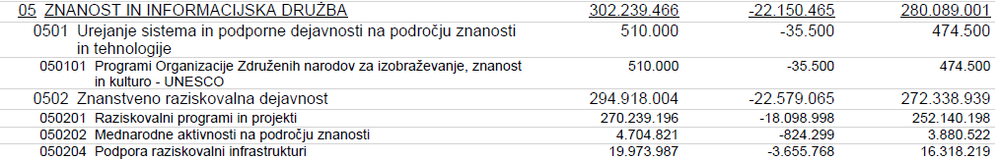 05 ZNANOST IN INFORMACIJSKA DRUŽBA 302.239.466 -22.150.465 280.089.001
0501 Urejanje sistema in podporne dejavnosti na področju znanosti 510.000 -35.500 474.500
in tehnologije
050101 Programi Organizacije Združenih narodov za izobraževanje, znanost 510.000 -35.500 474.500
in kulturo - UNESCO
0502 Znanstveno raziskovalna dejavnost 294.918.004 -22.579.065 272.338.939
050201 Raziskovalni programi in projekti 270.239.196 -18.098.998 252.140.198
050202 Mednarodne aktivnosti na področju znanosti 4.704.821 -824.299 3.880.522
050204 Podpora raziskovalni infrastrukturi 19.973.987 -3.655.768 16.318.219